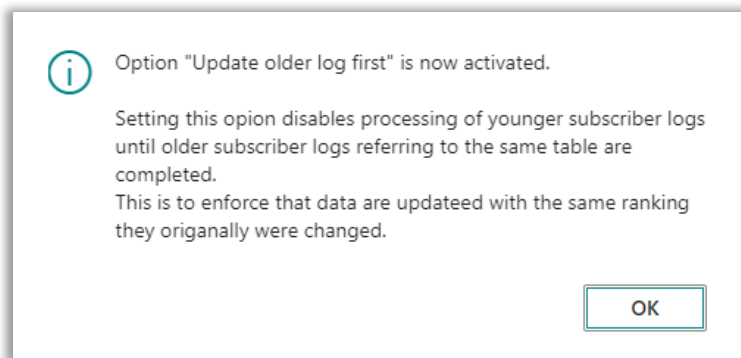 Option "Update older log first" is now activated.
Setting this opion disables processing of younger subscriber logs
until older subscriber logs referring to the same table are
completed.
This is to enforce that data are updateed with the same ranking
they origanally were changed.
OK